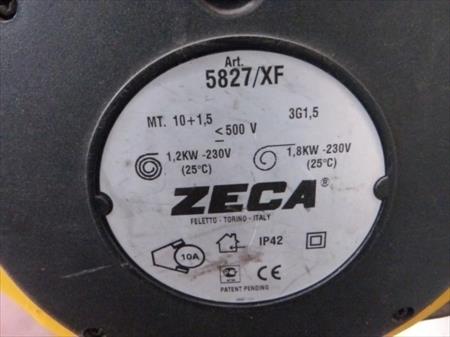 Art.
5827/XF
MT. 10+1,5 3G1,5
≤500 V
1,2KW -230V 1,8KW -230V
(25°C) (25°C)
ZECA®
FELETTO - TORINO - ITALY
10A IP42
CE
PATENT PENDING